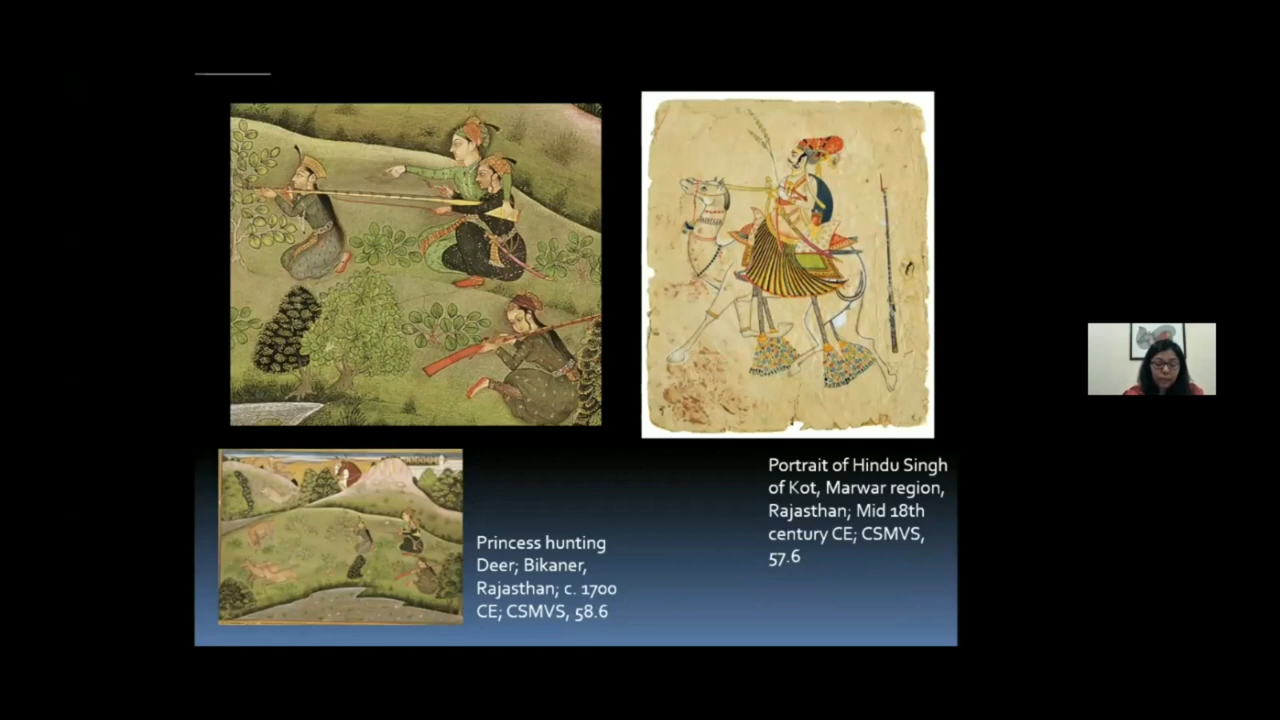 Princess hunting
Deer; Bikaner,
Rajasthan; c. 1700
CE; CSMVS, 58.6
Portrait of Hindu Singh
of Kot, Marwar region,
Rajasthan; Mid 18th
century CE; CSMVS,
57.6